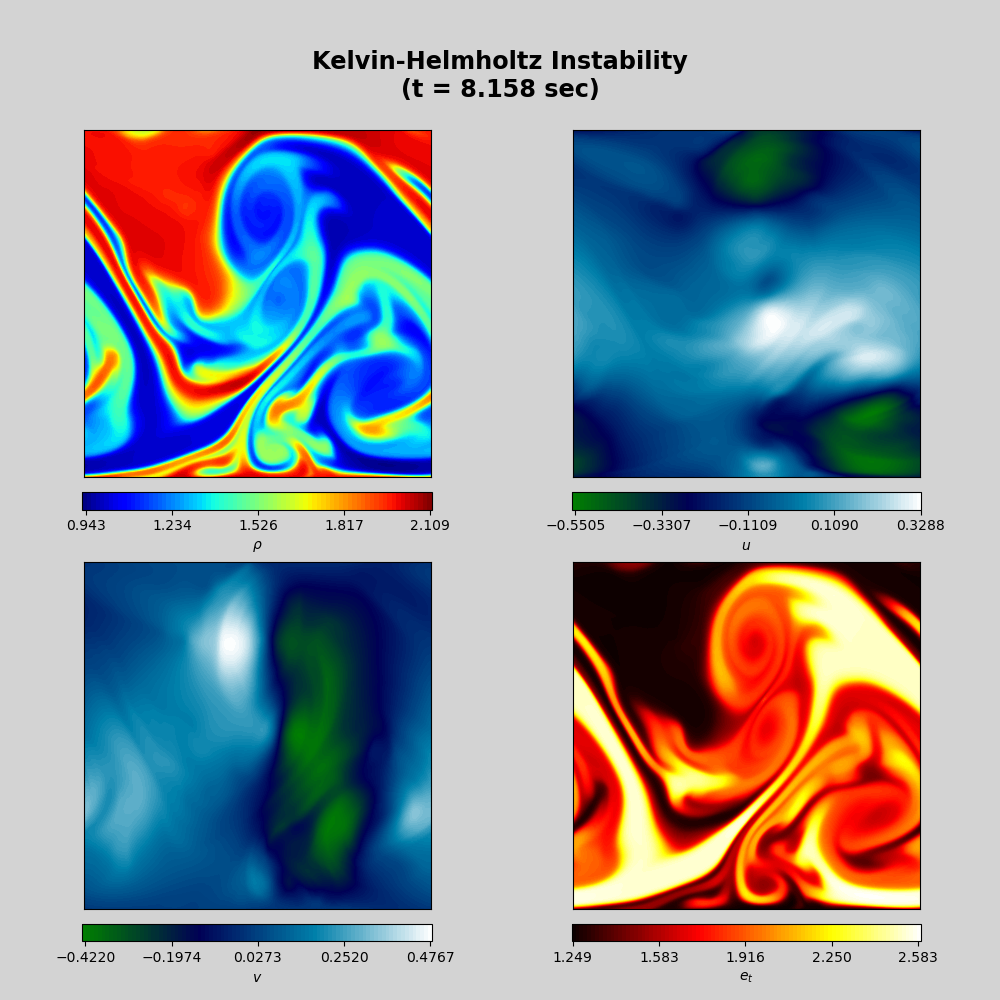 Kelvin-Helmholtz Instability
(t = 8.158 sec)
0.943 1.234 1.526 1.817 2.109
ρ
−0.5505 −0.3307 −0.1109 0.1090 0.3288
u
−0.4220 −0.1974 0.0273 0.2520 0.4767
v
1.249 1.583 1.916 2.250 2.583
eₜ